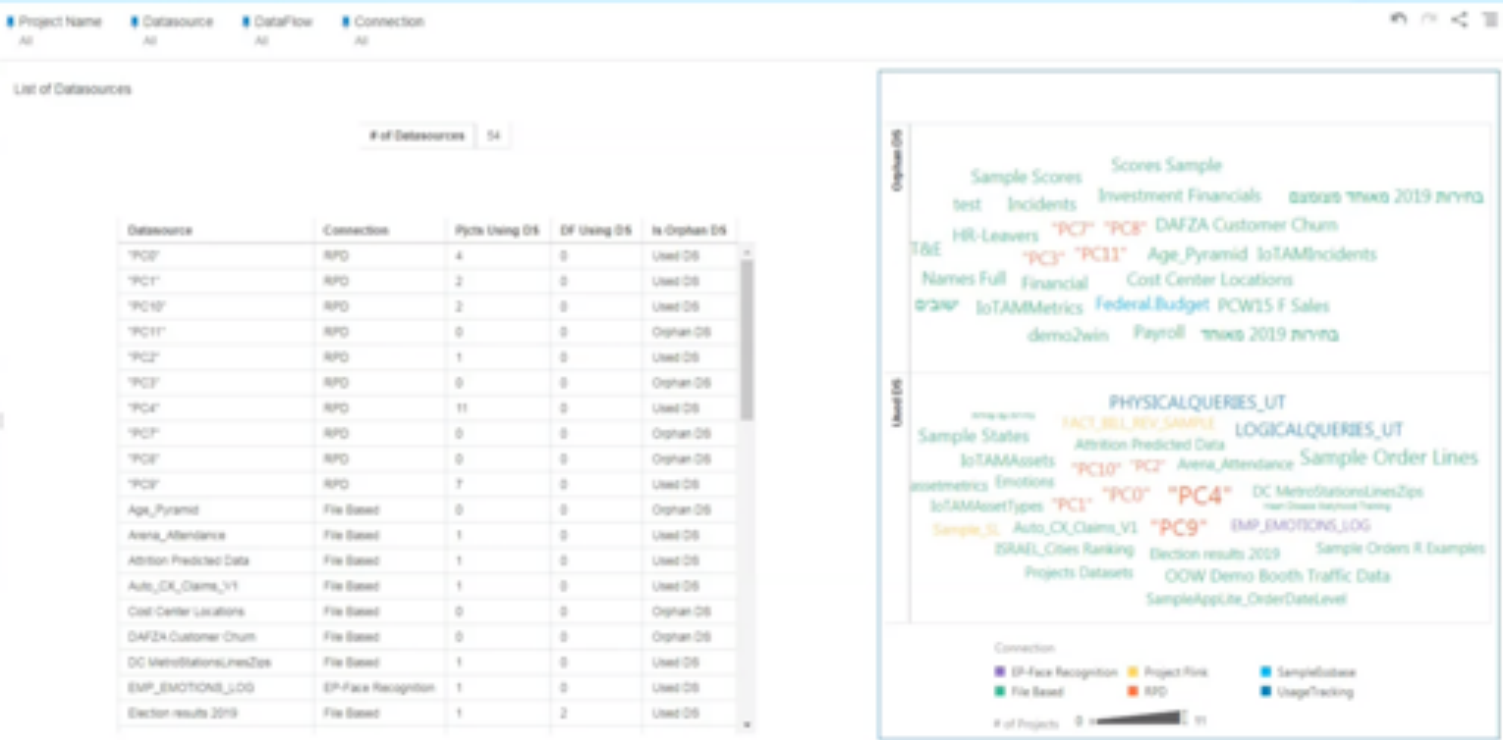 Project Name Datasource DataFlow Connection
All All All All
List of Datasources
# of Datasources 54
Datasource Connection Pjcts Using DS DF Using DS Is Orphan DS
"PC0" RPD 4 0 Used DS
"PC1" RPD 2 0 Used DS
"PC10" RPD 2 0 Used DS
"PC11" RPD 0 0 Orphan DS
"PC2" RPD 1 0 Used DS
"PC3" RPD 0 0 Orphan DS
"PC4" RPD 11 0 Used DS
"PC7" RPD 0 0 Orphan DS
"PC8" RPD 0 0 Orphan DS
"PC9" RPD 7 0 Used DS
Age_Pyramid File Based 0 0 Orphan DS
Arena_Attendance File Based 1 0 Used DS
Attrition Predicted Data File Based 1 0 Used DS
Auto_CX_Claims_V1 File Based 1 0 Used DS
Cost Center Locations File Based 0 0 Orphan DS
DAFZA Customer Churn File Based 0 0 Orphan DS
DC MetroStationsLinesZips File Based 1 0 Used DS
EMP_EMOTIONS_LOG EP-Face Recognition 1 0 Used DS
Election results 2019 File Based 1 2 Used DS
Orphan DS
Scores Sample
Sample Scores
Investment Financials בחירות 2019 מאוחד מצומצם
test Incidents
"PC7" "PC8" DAFZA Customer Churn
HR-Leavers
T&E "PC3" "PC11" Age_Pyramid IoTAMIncidents
Names Full Financial Cost Center Locations
ישובים IoTAMMetrics Federal.Budget PCW15 F Sales
demo2win Payroll בחירות 2019 מאוחד
Used DS
PHYSICALQUERIES_UT
FACT_BILL_REV_SAMPLE LOGICALQUERIES_UT
Sample States Attrition Predicted Data
IoTAMAssets "PC10" "PC2" Arena_Attendance Sample Order Lines
assetmetrics Emotions
IoTAMAssetTypes "PC1" "PC0" "PC4" DC MetroStationsLinesZips
Sample_SL Auto_CX_Claims_V1 "PC9" EMP_EMOTIONS_LOG
ISRAEL_Cities Ranking Election results 2019 Sample Orders R Examples
Projects Datasets OOW Demo Booth Traffic Data
SampleAppLite_OrderDateLevel
Connection
EP-Face Recognition Project Flink SampleEssbase
File Based RPD UsageTracking
# of Projects 0 11